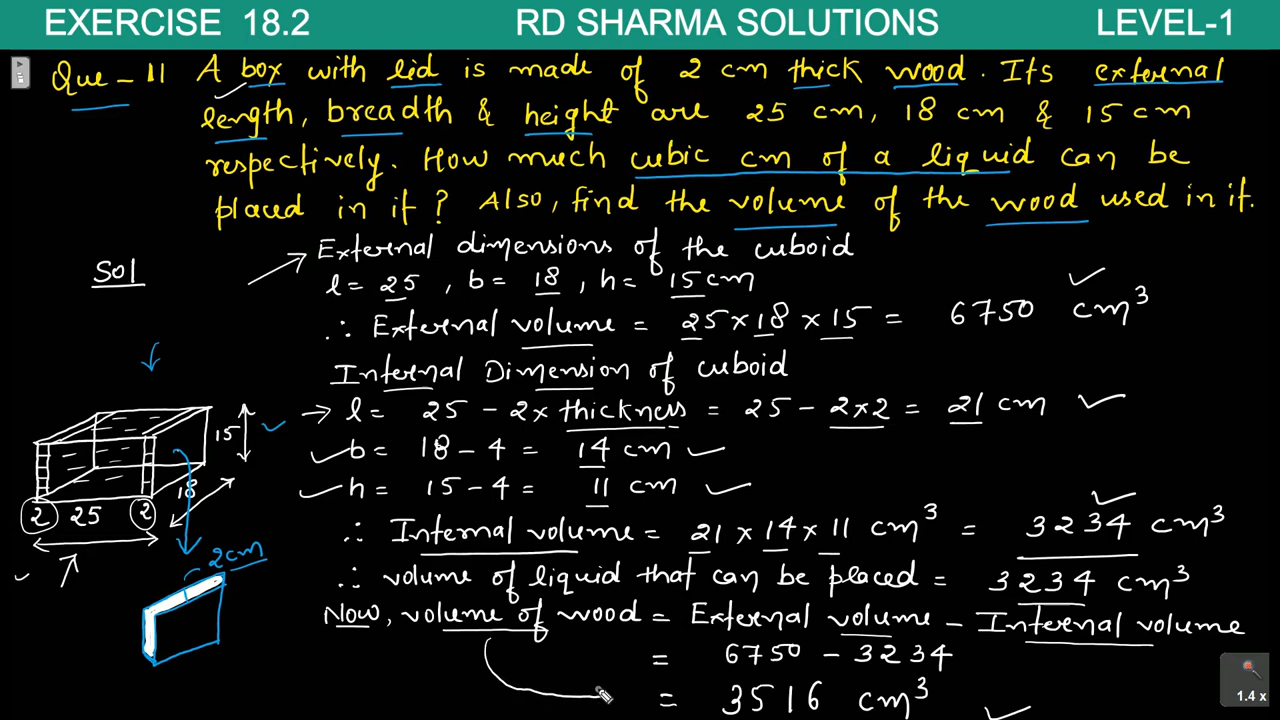 EXERCISE 18.2 RD SHARMA SOLUTIONS LEVEL-1
Que-11 A box with lid is made of 2 cm thick wood. Its external
length, breadth & height are 25 cm, 18 cm & 15 cm
respectively. How much cubic cm of a liquid can be
placed in it? Also, find the volume of the wood used in it.
Sol
External dimensions of the cuboid
l = 25, b = 18, h = 15 cm
∴ External volume = 25×18×15 = 6750 cm³
Internal Dimension of cuboid
→ l = 25 - 2× thickness = 25 - 2×2 = 21 cm
b = 18 - 4 = 14 cm
h = 15 - 4 = 11 cm
∴ Internal volume = 21 × 14 × 11 cm³ = 3234 cm³
∴ volume of liquid that can be placed = 3234 cm³
Now, volume of wood = External volume - Internal volume
= 6750 - 3234
= 3516 cm³
15
18
2 25 2
2cm
1.4 x